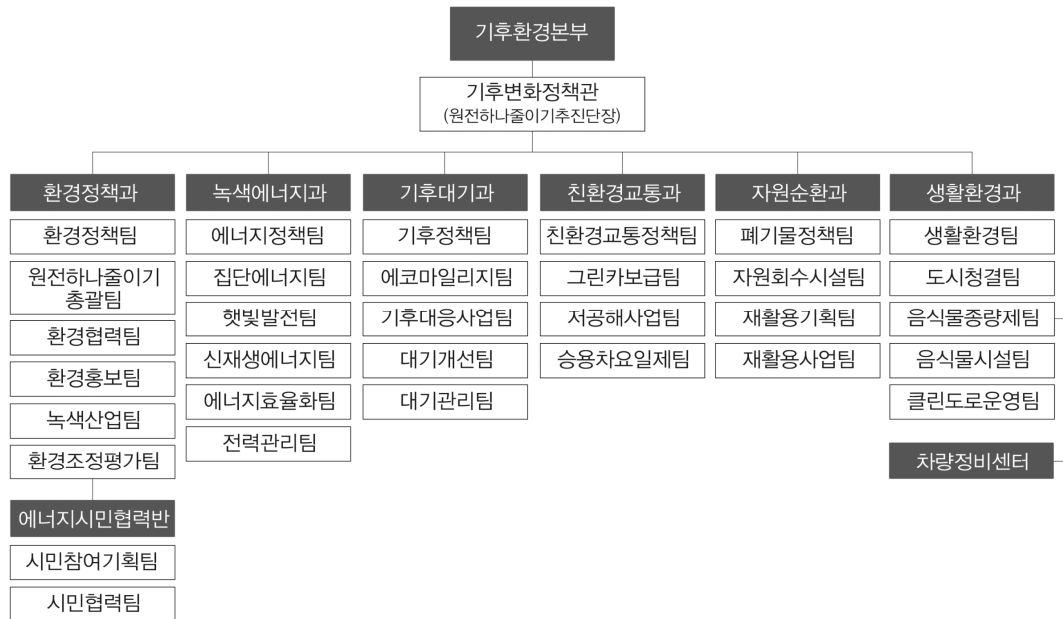 기후환경본부
기후변화정책관
(원전하나줄이기추진단장)
환경정책과
환경정책팀
원전하나줄이기
총괄팀
환경협력팀
환경홍보팀
녹색산업팀
환경조정평가팀
에너지시민협력반
시민참여기획팀
시민협력팀
녹색에너지과
에너지정책팀
집단에너지팀
햇빛발전팀
신재생에너지팀
에너지효율화팀
전력관리팀
기후대기과
기후정책팀
에코마일리지팀
기후대응사업팀
대기개선팀
대기관리팀
친환경교통과
친환경교통정책팀
그린카보급팀
저공해사업팀
승용차요일제팀
자원순환과
폐기물정책팀
자원회수시설팀
재활용기획팀
재활용사업팀
생활환경과
생활환경팀
도시청결팀
음식물종량제팀
음식물시설팀
클린도로운영팀
차량정비센터